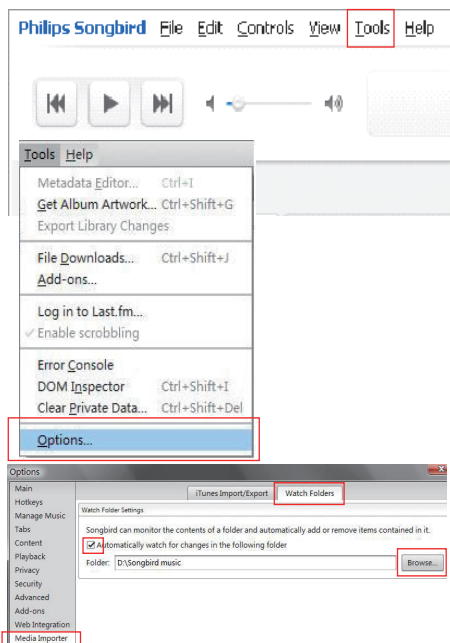 Philips Songbird File Edit Controls View Tools Help
Tools Help
Metadata Editor... Ctrl+I
Get Album Artwork... Ctrl+Shift+G
Export Library Changes
File Downloads... Ctrl+Shift+J
Add-ons...
Log in to Last.fm...
✓ Enable scrobbling
Error Console
DOM Inspector Ctrl+Shift+I
Clear Private Data... Ctrl+Shift+Del
Options...
Options
Main
iTunes Import/Export Watch Folders
Hotkeys
Manage Music
Watch Folder Settings
Tabs
Songbird can monitor the contents of a folder and automatically add or remove items contained in it.
Content
Automatically watch for changes in the following folder
Playback
Folder: D:\Songbird music Browse...
Privacy
Security
Advanced
Add-ons
Web Integration
Media Importer